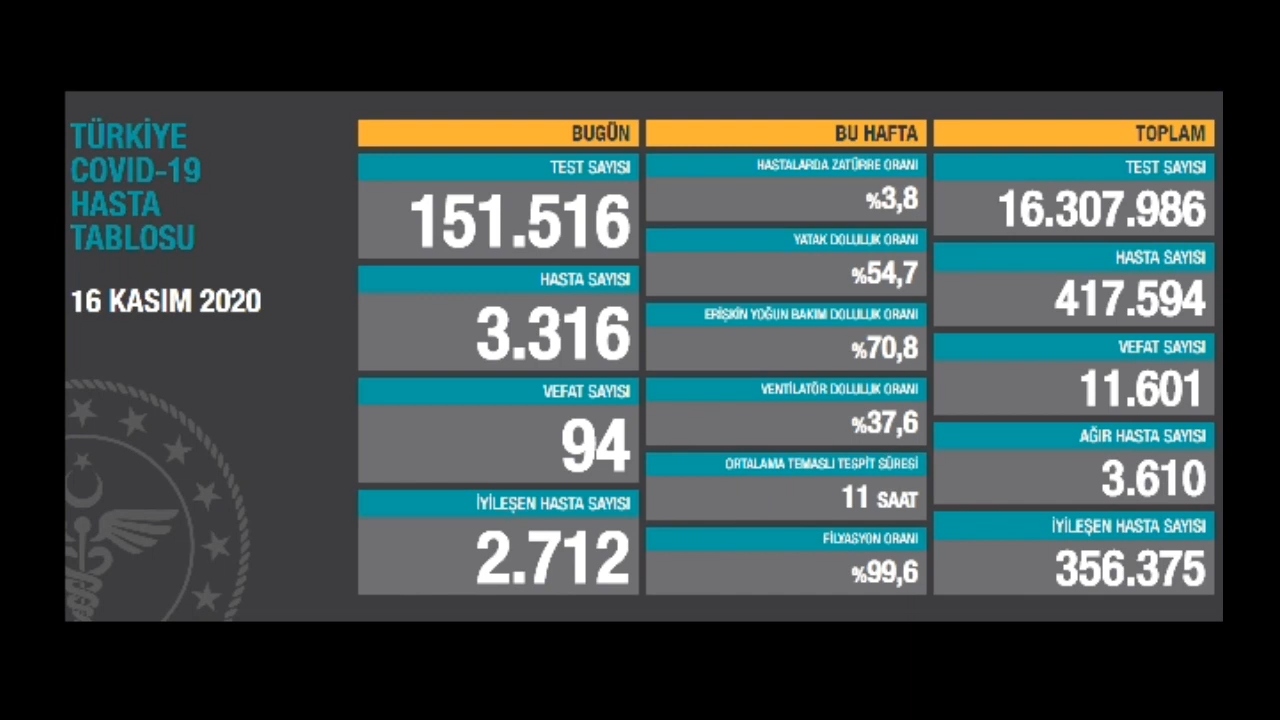 TÜRKİYE
COVID-19
HASTA
TABLOSU
16 KASIM 2020
BUGÜN
TEST SAYISI
151.516
HASTA SAYISI
3.316
VEFAT SAYISI
94
İYİLEŞEN HASTA SAYISI
2.712
BU HAFTA
HASTALARDA ZATÜRRE ORANI
%3,8
YATAK DOLULUK ORANI
%54,7
ERİŞKİN YOĞUN BAKIM DOLULUK ORANI
%70,8
VENTİLATÖR DOLULUK ORANI
%37,6
ORTALAMA TEMASLI TESPİT SÜRESİ
11 SAAT
FİLYASYON ORANI
%99,6
TOPLAM
TEST SAYISI
16.307.986
HASTA SAYISI
417.594
VEFAT SAYISI
11.601
AĞIR HASTA SAYISI
3.610
İYİLEŞEN HASTA SAYISI
356.375